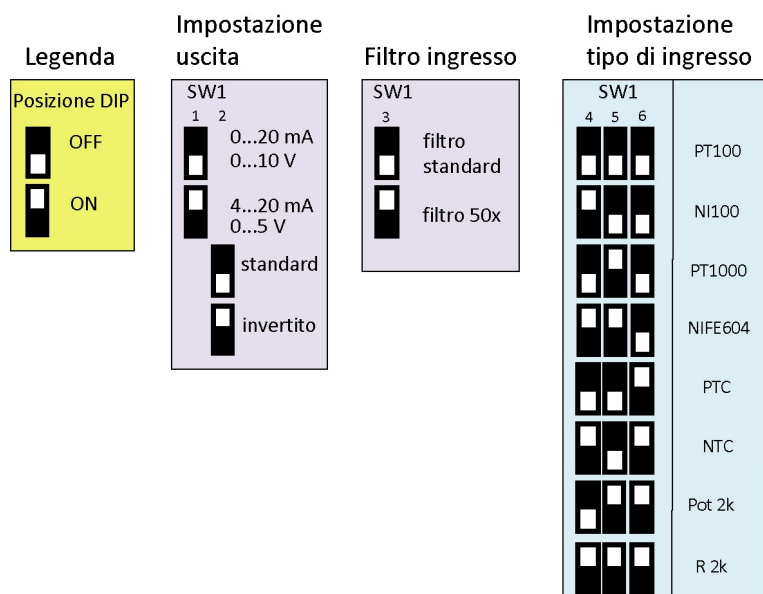 Legenda
Posizione DIP
OFF
ON
Impostazione
uscita
SW1
1 2
0...20 mA
0...10 V
4...20 mA
0...5 V
standard
invertito
Filtro ingresso
SW1
3
filtro
standard
filtro 50x
Impostazione
tipo di ingresso
SW1
4 5 6
PT100
NI100
PT1000
NIFE604
PTC
NTC
Pot 2k
R 2k